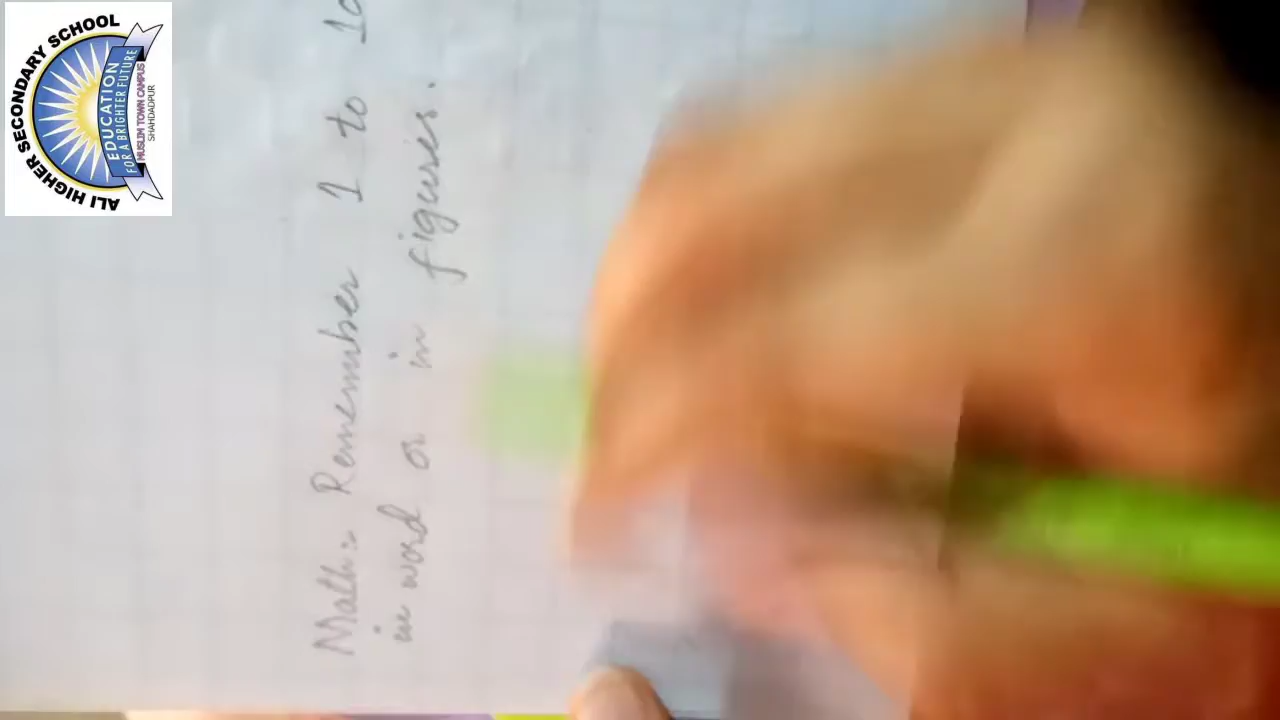 ALI HIGHER SECONDARY SCHOOL
EDUCATION
FOR A BRIGHTER FUTURE
MUSLIM TOWN CAMPUS
SHAHDADPUR
Math: Remember 1 to 10
in word or in figures.